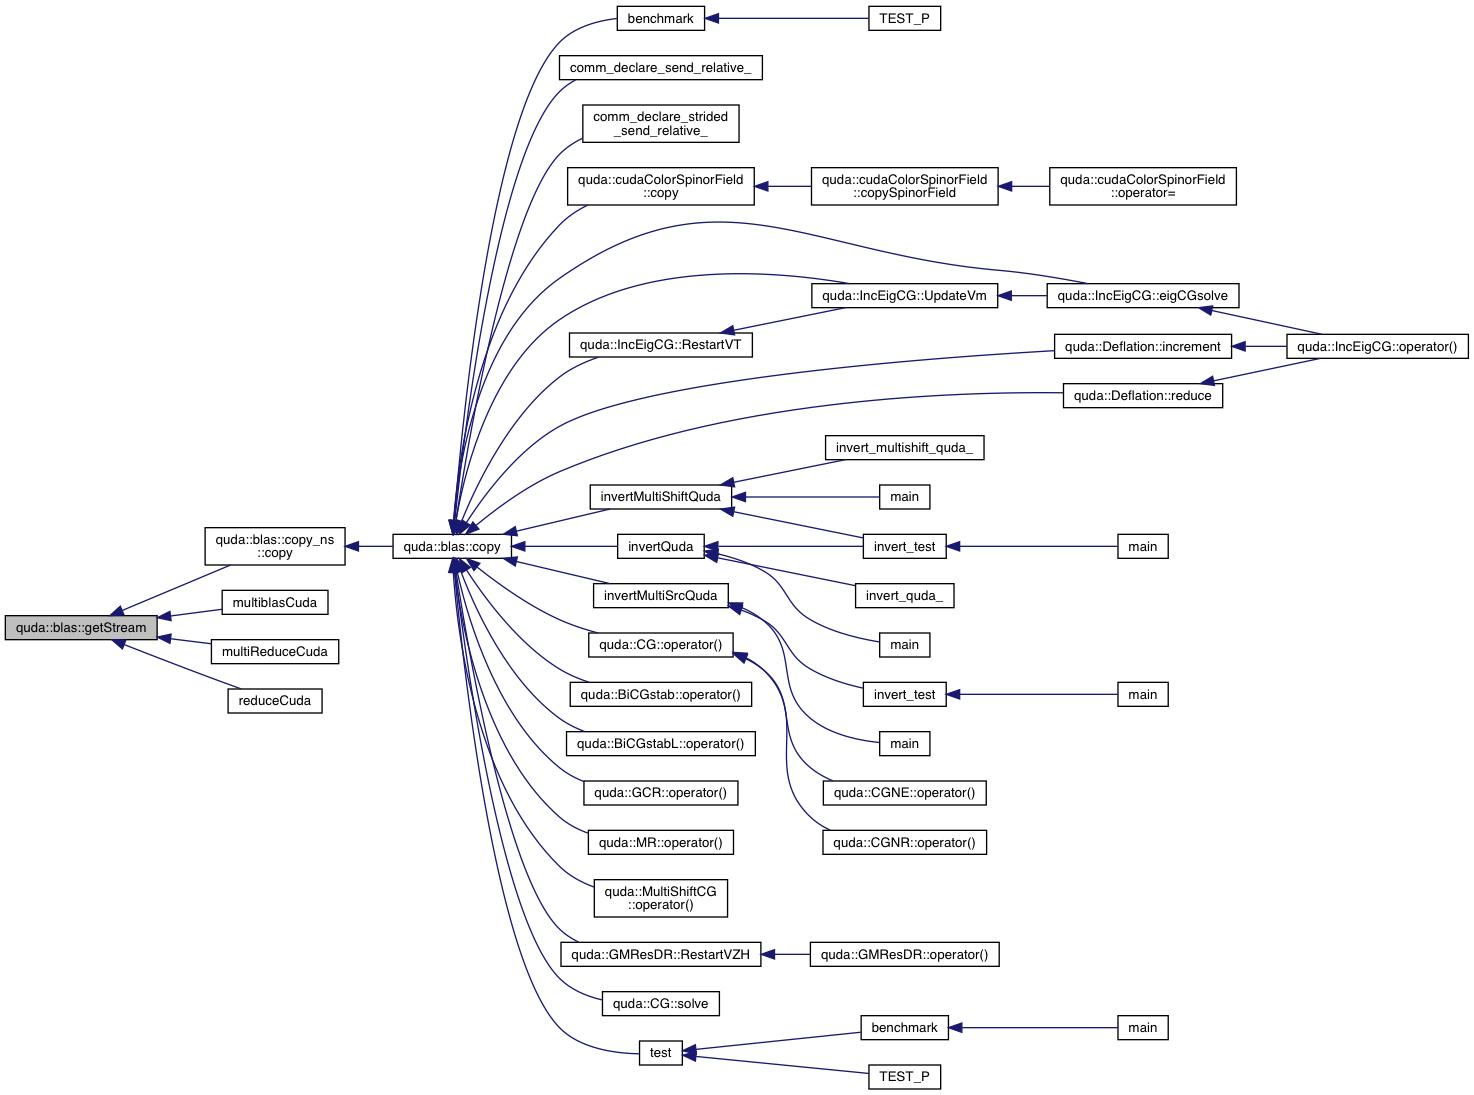 benchmark
TEST_P
comm_declare_send_relative_
comm_declare_strided
_send_relative_
quda::cudaColorSpinorField
::copy
quda::cudaColorSpinorField
::copySpinorField
quda::cudaColorSpinorField
::operator=
quda::IncEigCG::UpdateVm
quda::IncEigCG::eigCGsolve
quda::IncEigCG::RestartVT
quda::Deflation::increment
quda::IncEigCG::operator()
quda::Deflation::reduce
invert_multishift_quda_
invertMultiShiftQuda
main
quda::blas::copy_ns
::copy
quda::blas::copy
invertQuda
invert_test
main
invertMultiSrcQuda
invert_quda_
multiblasCuda
quda::blas::getStream
quda::CG::operator()
main
multiReduceCuda
reduceCuda
quda::BiCGstab::operator()
invert_test
main
quda::BiCGstabL::operator()
main
quda::GCR::operator()
quda::CGNE::operator()
quda::MR::operator()
quda::CGNR::operator()
quda::MultiShiftCG
::operator()
quda::GMResDR::RestartVZH
quda::GMResDR::operator()
quda::CG::solve
benchmark
main
test
TEST_P